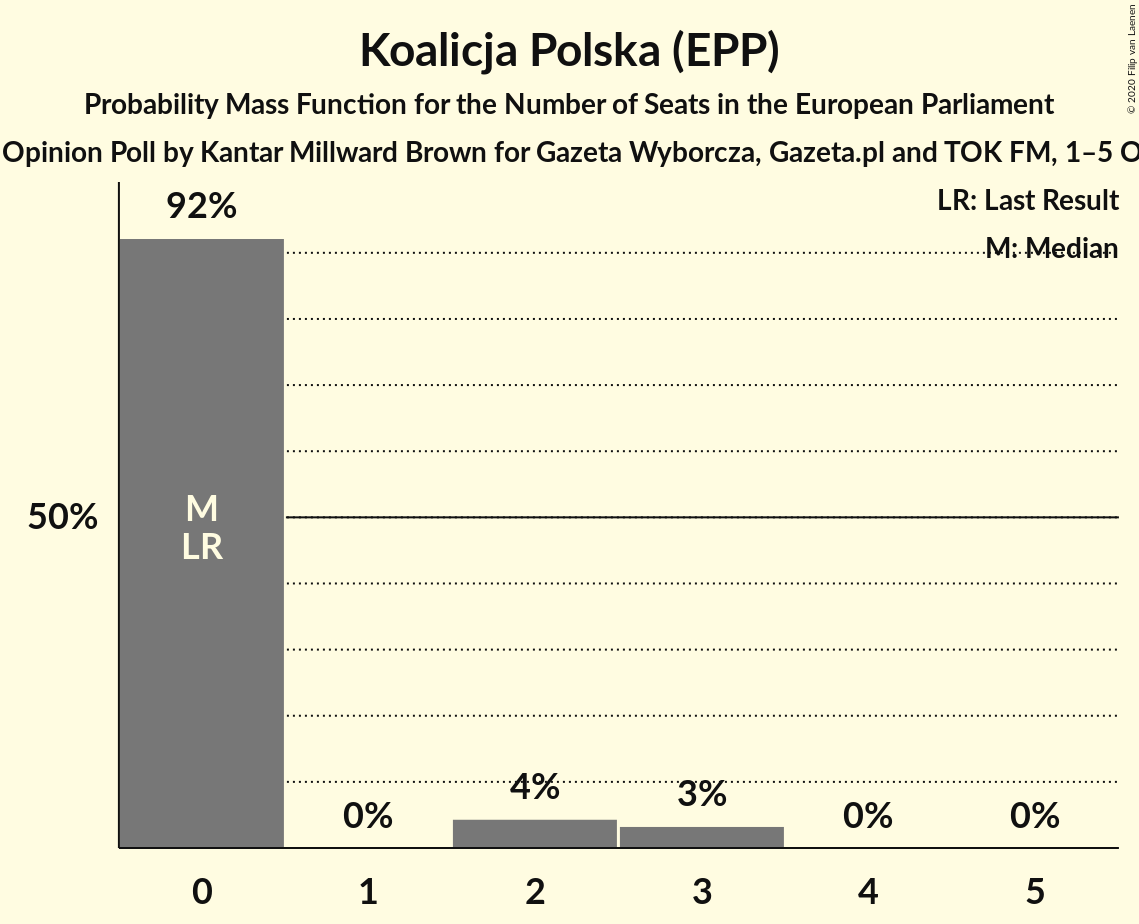 Koalicja Polska (EPP)
Probability Mass Function for the Number of Seats in the European Parliament
Opinion Poll by Kantar Millward Brown for Gazeta Wyborcza, Gazeta.pl and TOK FM, 1–5 O
© 2020 Filip van Laenen
LR: Last Result
M: Median
92%
50%
M
LR
0%
4%
3%
0%
0%
0 1 2 3 4 5